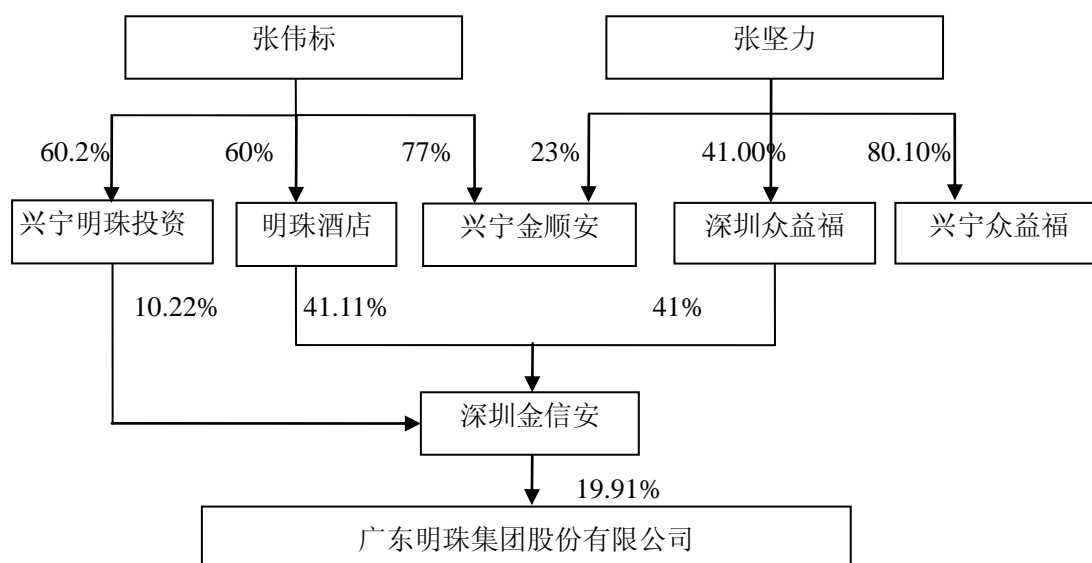 张伟标
张坚力
60.2%
60%
77%
23%
41.00%
80.10%
兴宁明珠投资
明珠酒店
兴宁金顺安
深圳众益福
兴宁众益福
10.22%
41.11%
41%
深圳金信安
19.91%
广东明珠集团股份有限公司